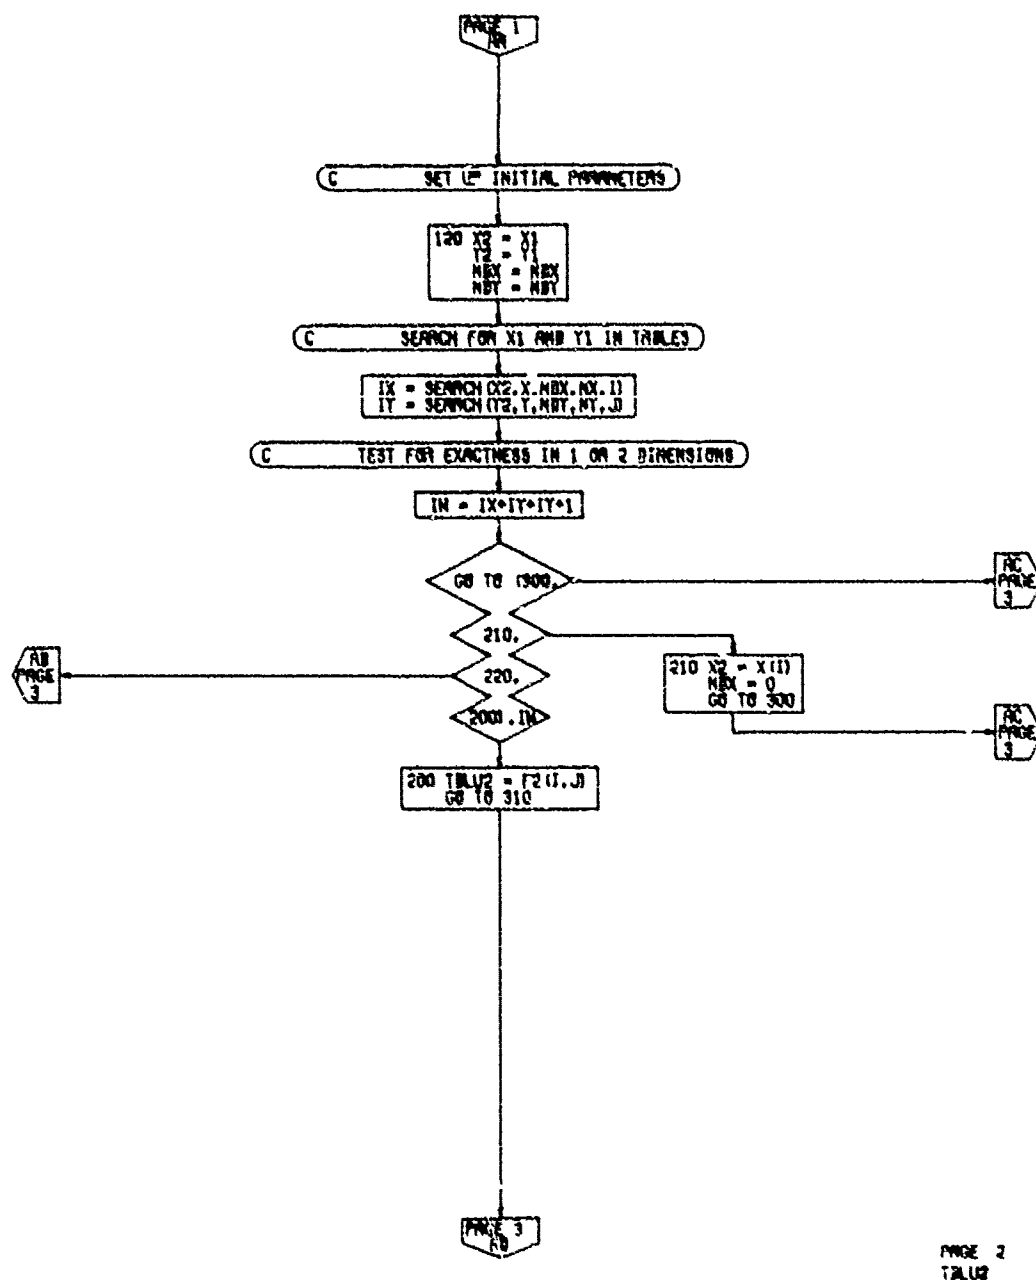 PAGE 1
C SET UP INITIAL PARAMETERS
120 X2 = X1
Y2 = Y1
NBX = NBX
NBY = NBY
C SEARCH FOR X1 AND Y1 IN TABLES
IX = SEARCH(X2,X,NBX,NX,I)
IY = SEARCH(Y2,Y,NBY,NY,J)
C TEST FOR EXACTNESS IN 1 OR 2 DIMENSIONS
IN = IX+IY+IY+1
GO TO (300,
AC
PAGE
3
210,
AB
PAGE
3
220,
210 X2 = X(I)
NBX = 0
GO TO 300
200),IN
AC
PAGE
3
200 TBLU2 = F2(I,J)
GO TO 310
PAGE 3
PAGE 2
TBLU2